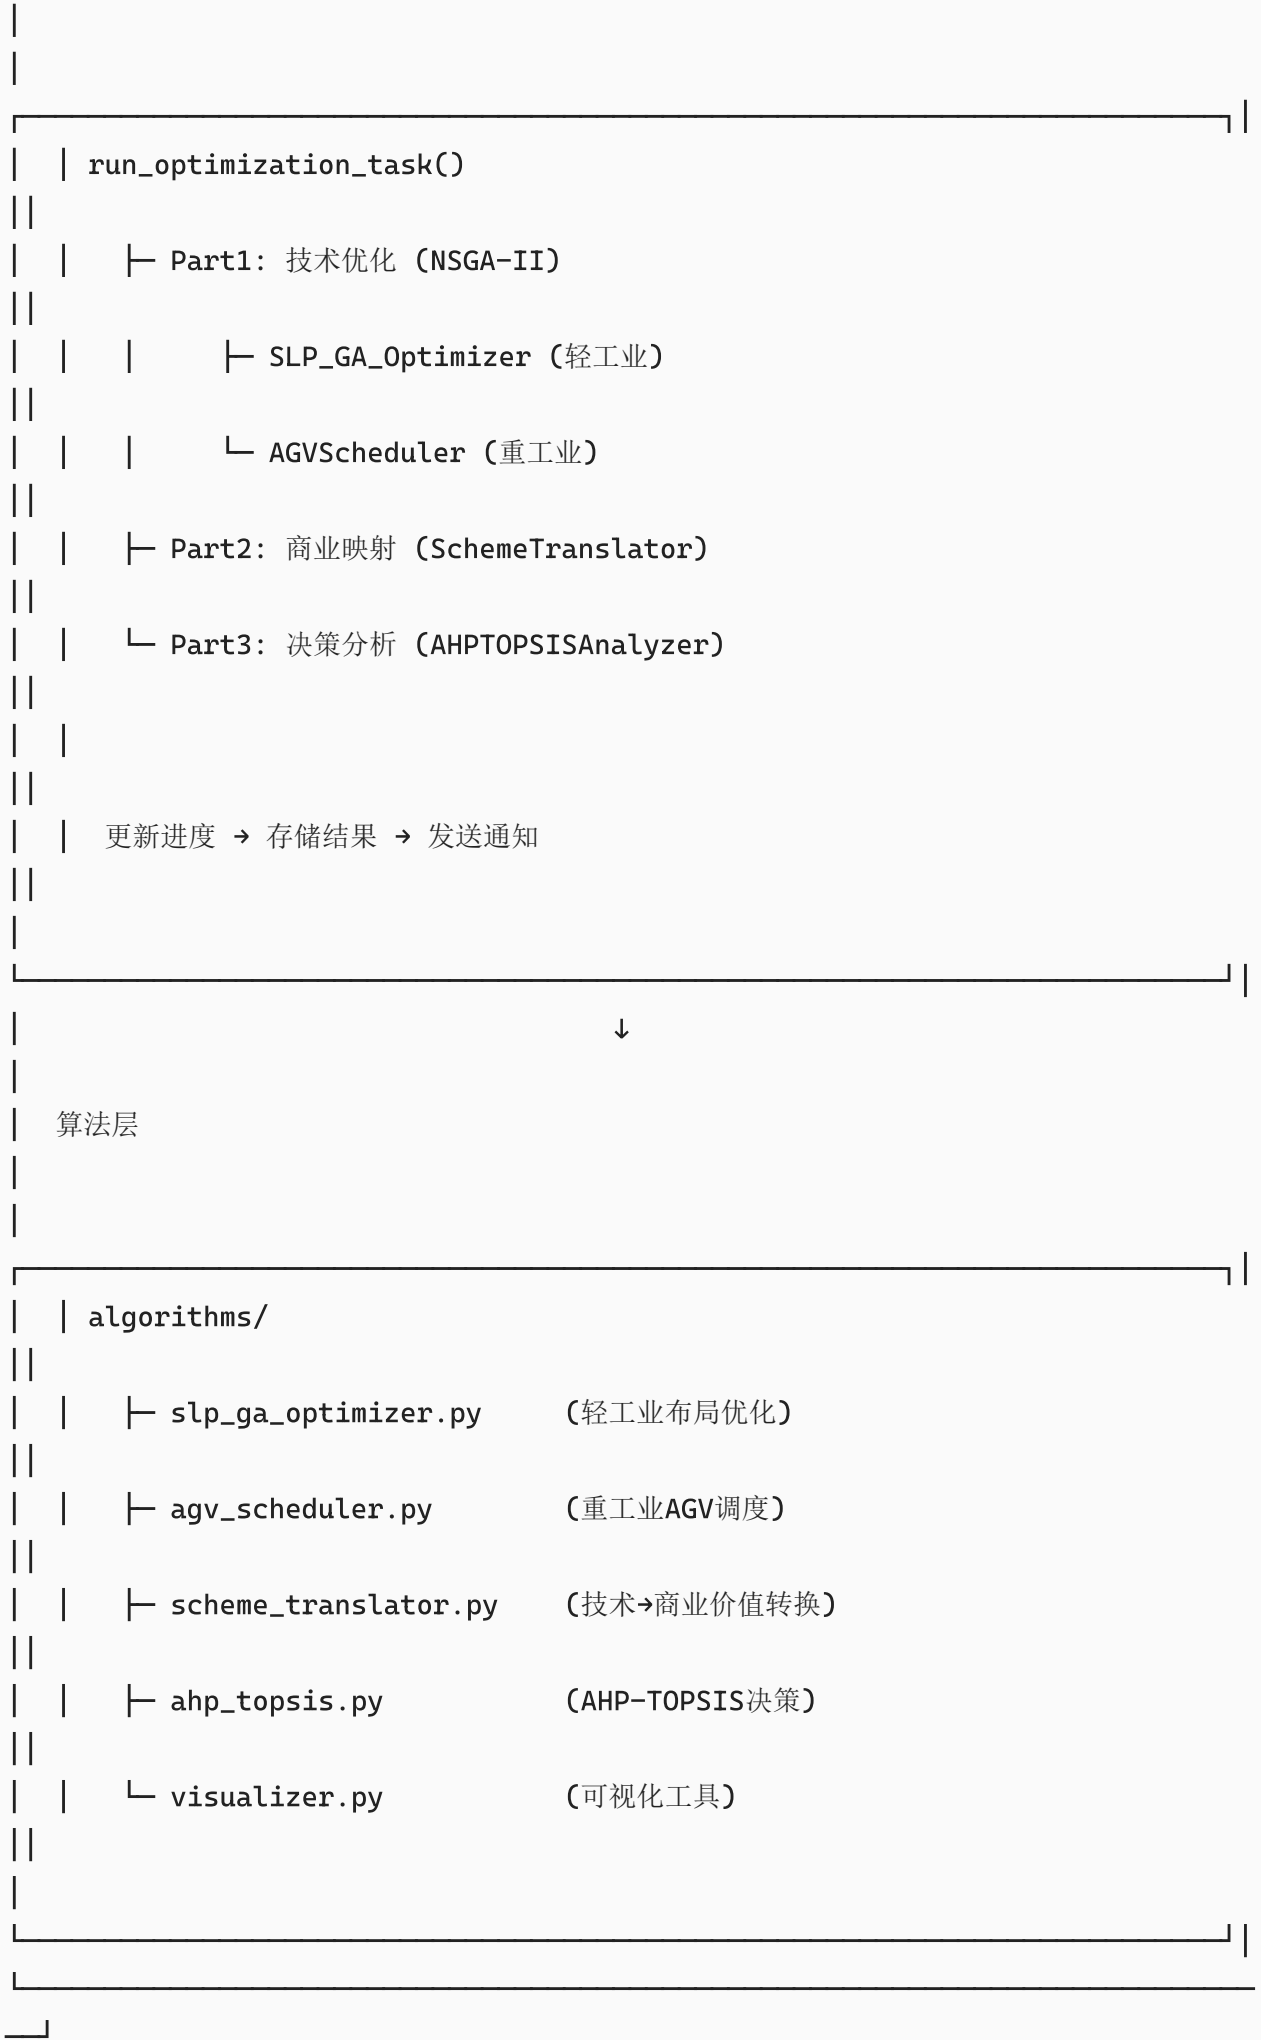 │
│
┌─────────────────────────────────────────────────────────────────────────┐│
│  │ run_optimization_task()
││
│  │   ├─ Part1: 技术优化 (NSGA-II)
││
│  │   │     ├─ SLP_GA_Optimizer (轻工业)
││
│  │   │     └─ AGVScheduler (重工业)
││
│  │   ├─ Part2: 商业映射 (SchemeTranslator)
││
│  │   └─ Part3: 决策分析 (AHPTOPSISAnalyzer)
││
│  │
││
│  │  更新进度 → 存储结果 → 发送通知
││
│
└─────────────────────────────────────────────────────────────────────────┘│
│                                    ↓
│
│  算法层
│
│
┌─────────────────────────────────────────────────────────────────────────┐│
│  │ algorithms/
││
│  │   ├─ slp_ga_optimizer.py     (轻工业布局优化)
││
│  │   ├─ agv_scheduler.py        (重工业AGV调度)
││
│  │   ├─ scheme_translator.py    (技术→商业价值转换)
││
│  │   ├─ ahp_topsis.py           (AHP-TOPSIS决策)
││
│  │   └─ visualizer.py           (可视化工具)
││
│
└─────────────────────────────────────────────────────────────────────────┘│
└───────────────────────────────────────────────────────────────────────────
──┘